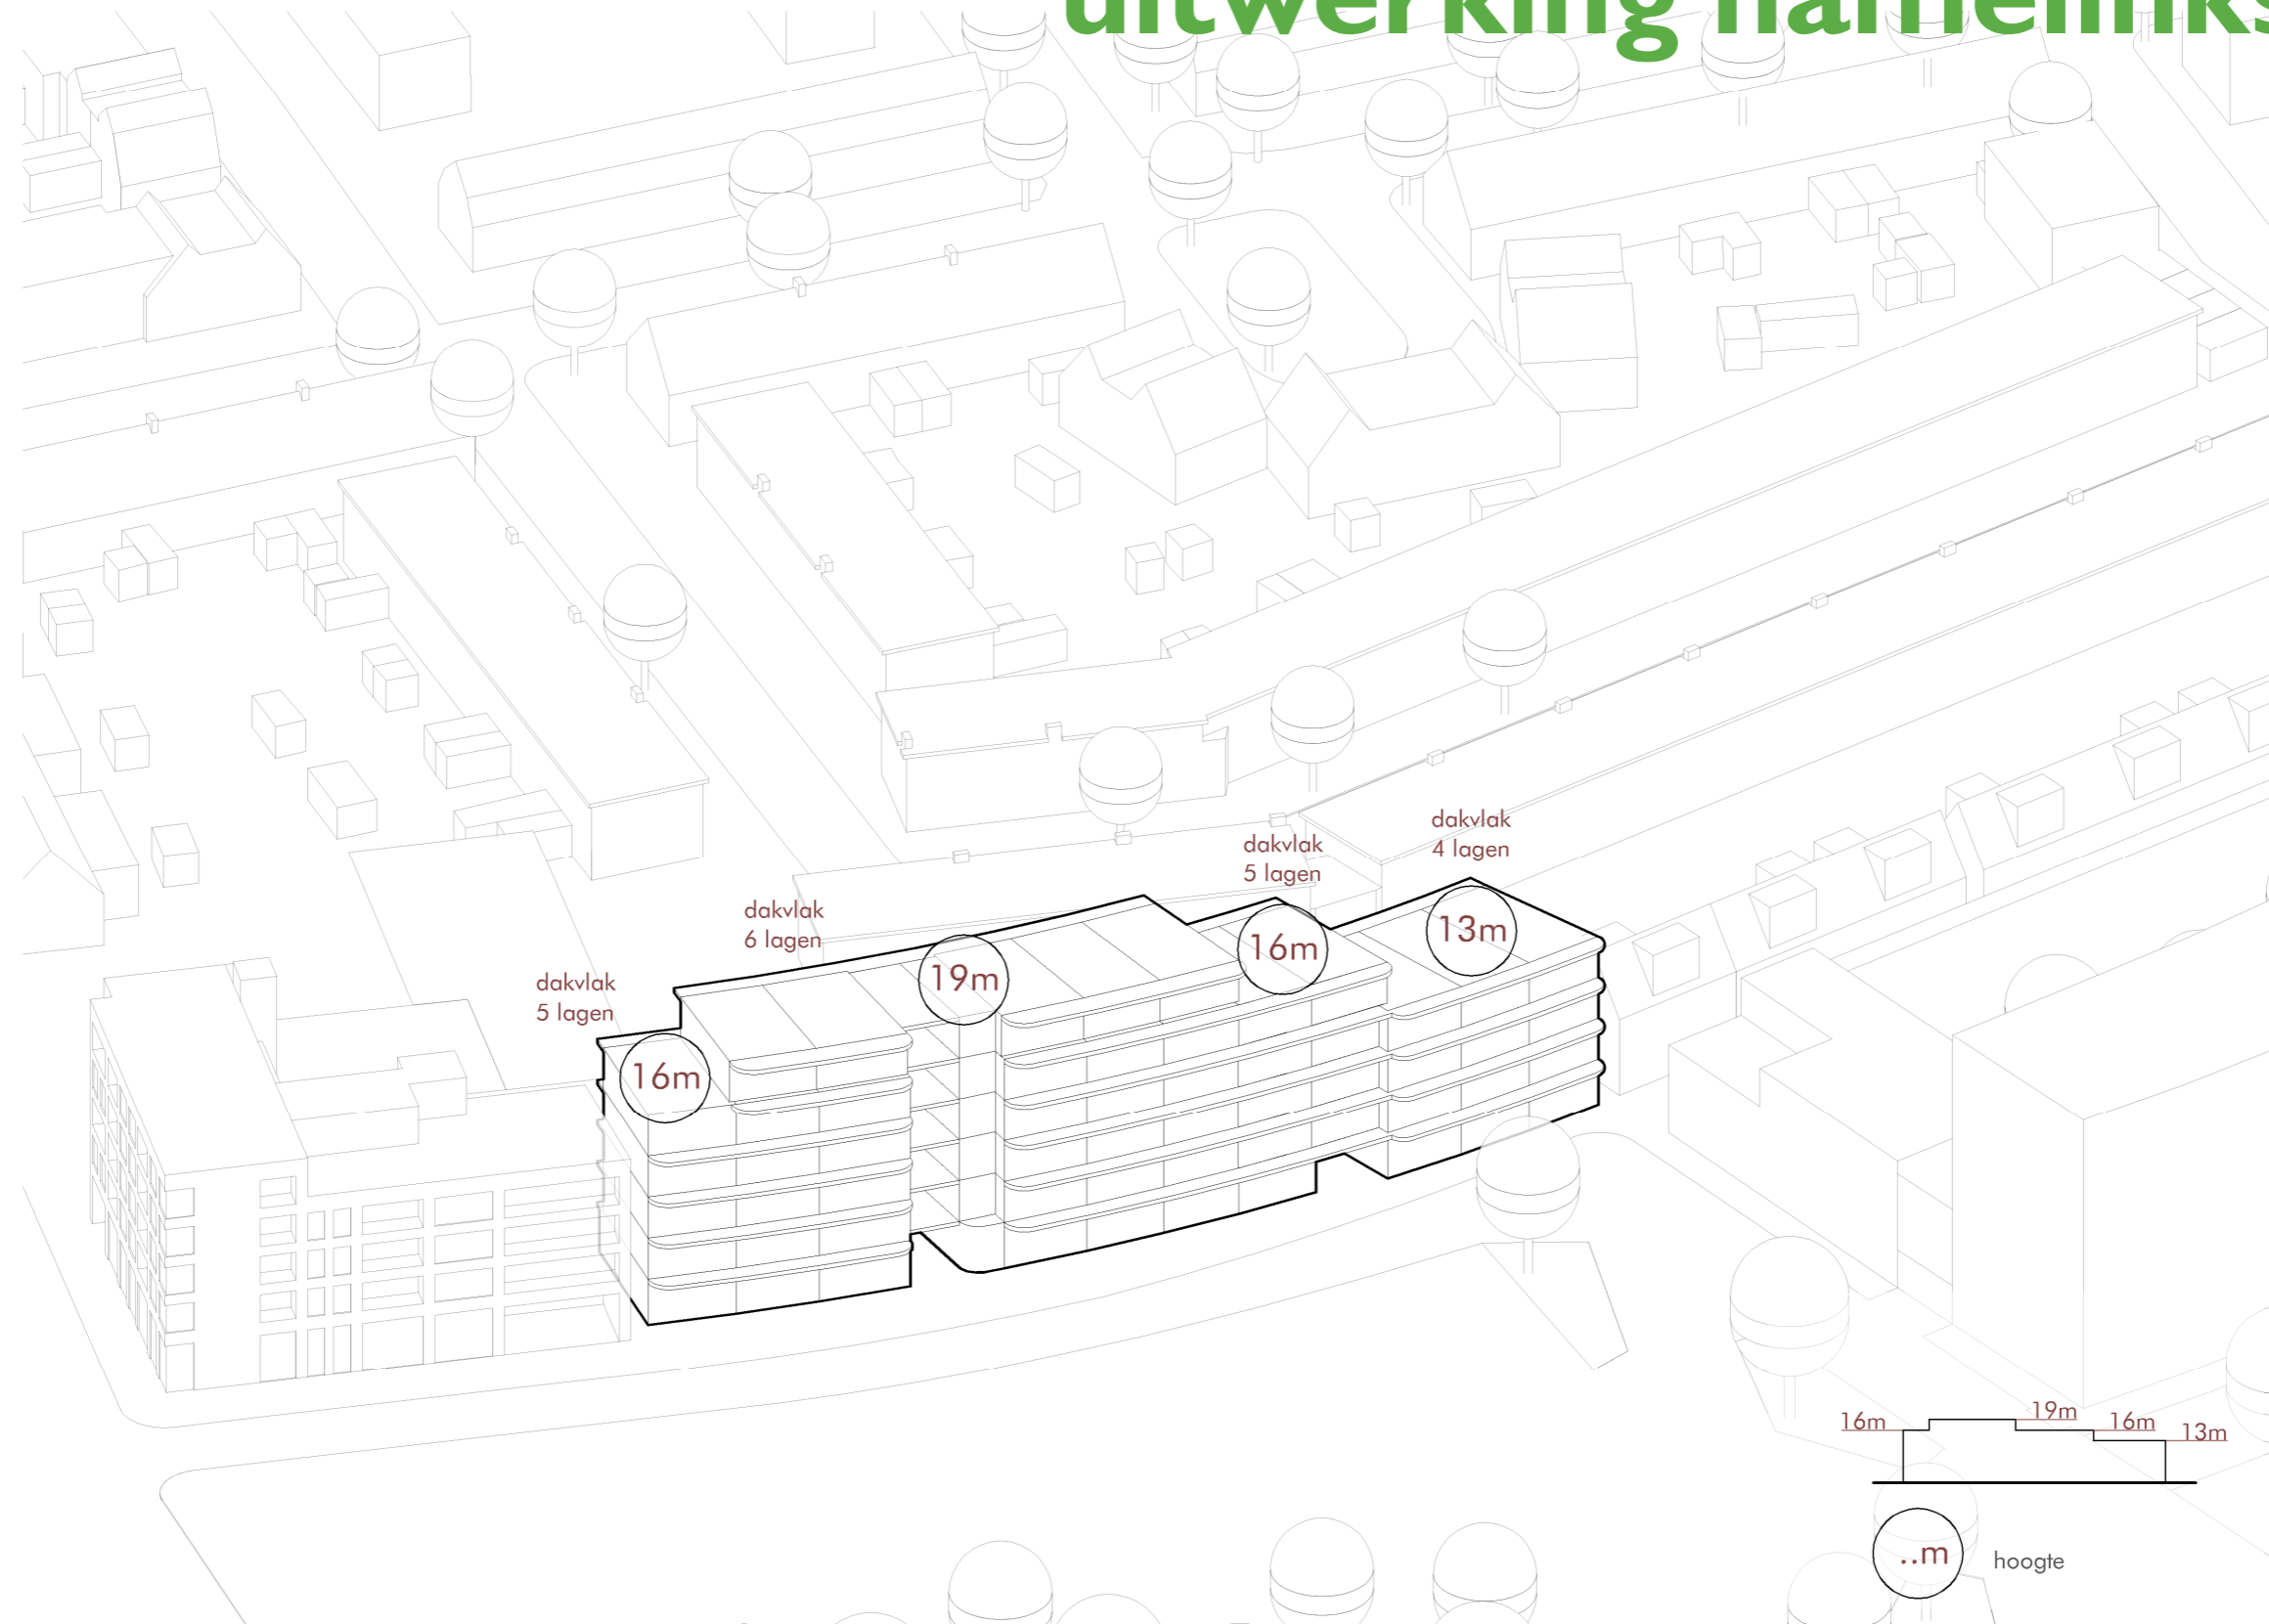 uitwerking hamelinks
dakvlak
4 lagen
dakvlak
5 lagen
dakvlak
6 lagen
dakvlak
5 lagen
13m
16m
19m
16m
16m
19m
16m
13m
..m
hoogte